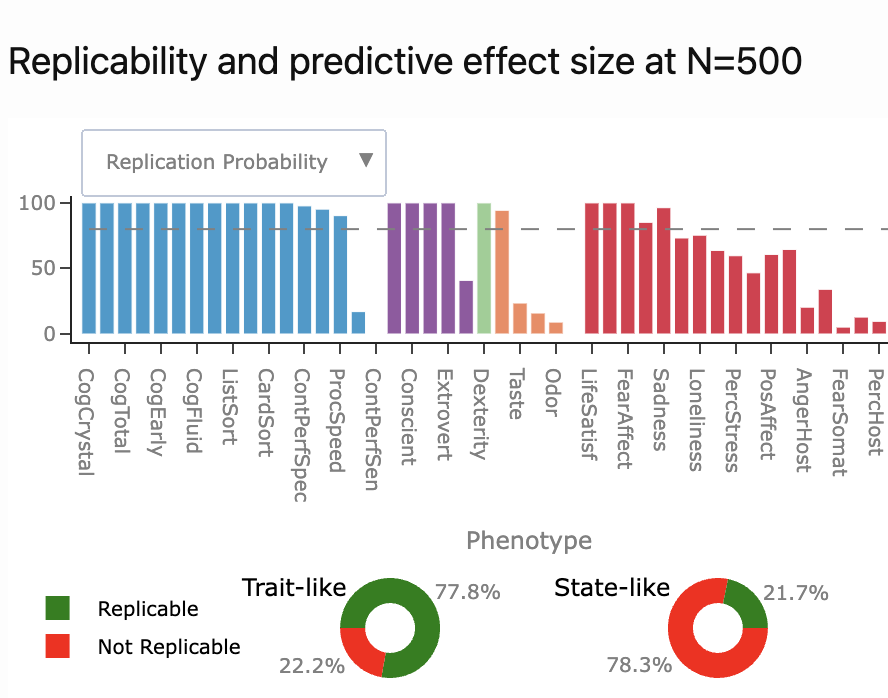 Replicability and predictive effect size at N=500
Replication Probability ▼
100
50
0
CogCrystal
CogTotal
CogEarly
CogFluid
ListSort
CardSort
ContPerfSpec
ProcSpeed
ContPerfSen
Conscient
Extrovert
Dexterity
Taste
Odor
LifeSatisf
FearAffect
Sadness
Loneliness
PercStress
PosAffect
AngerHost
FearSomat
PercHost
Phenotype
Replicable
Not Replicable
Trait-like
77.8%
22.2%
State-like
21.7%
78.3%